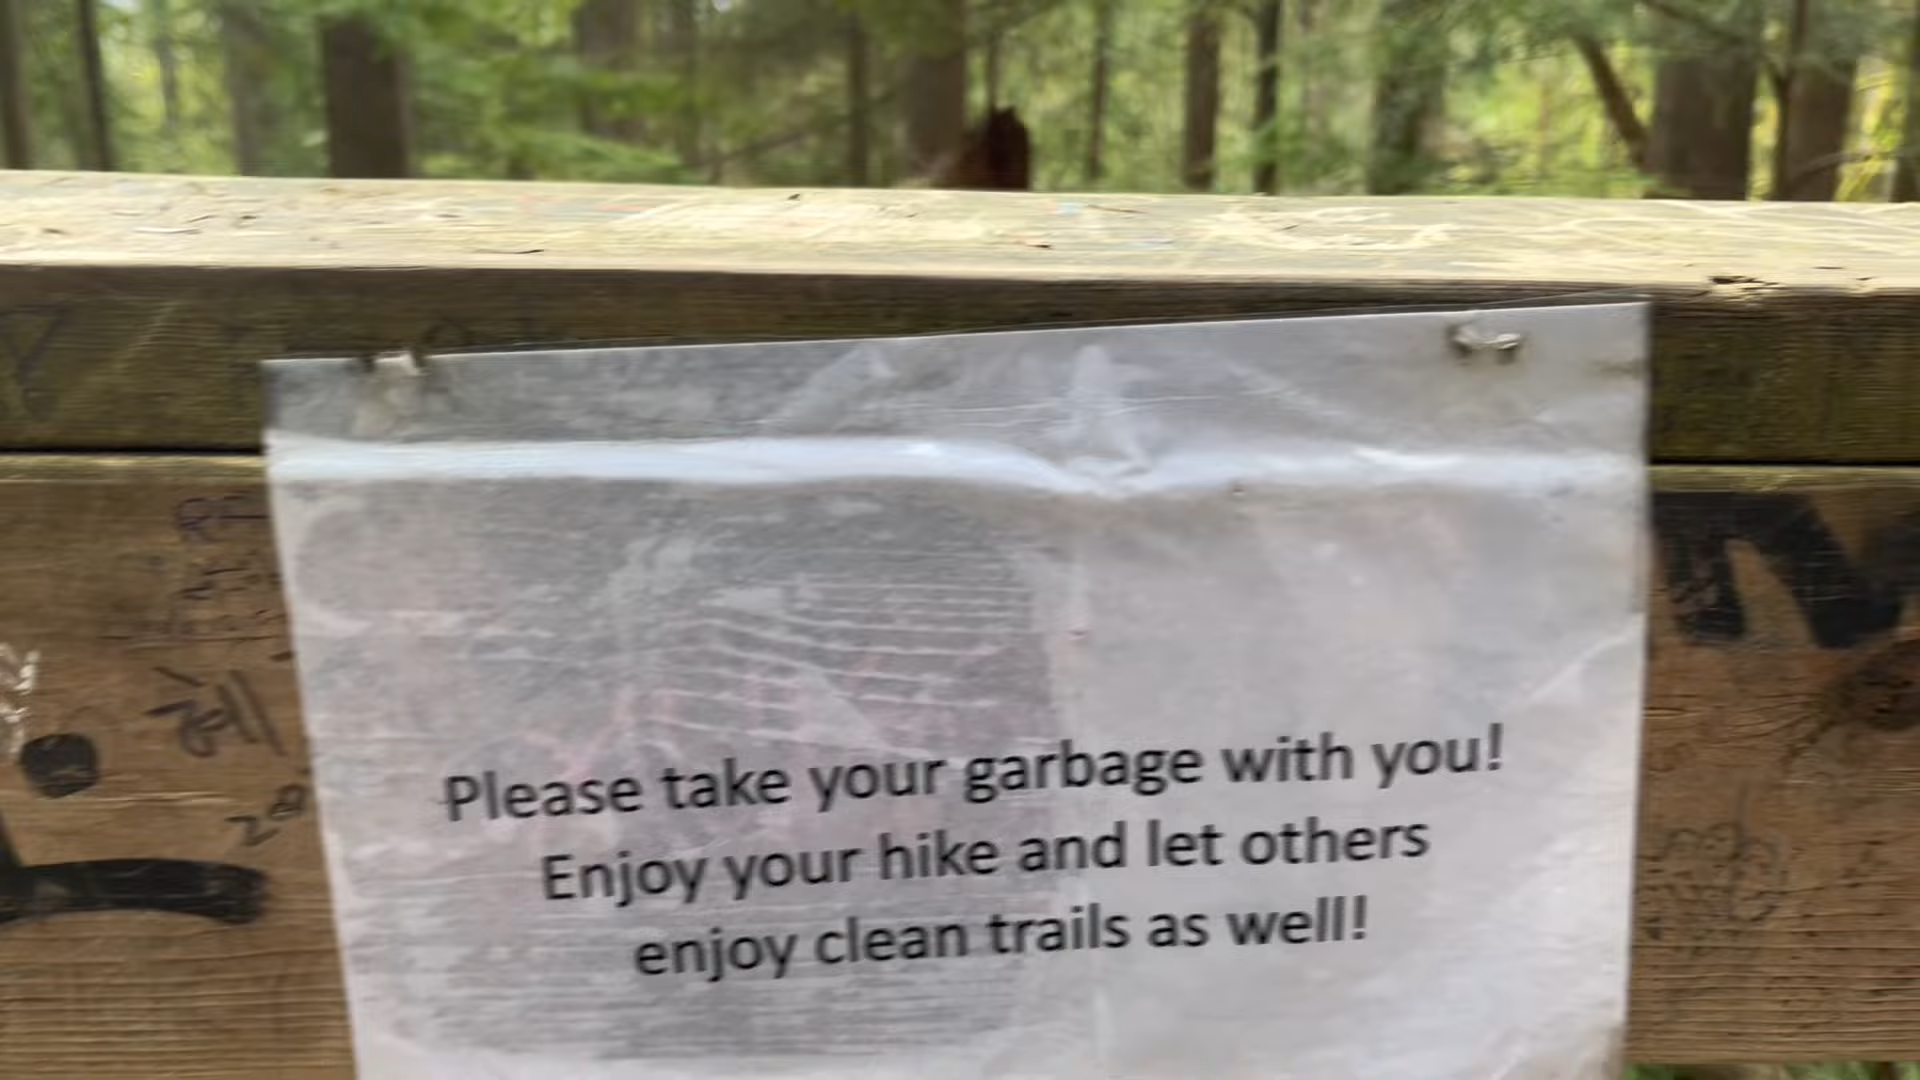 Please take your garbage with you!
Enjoy your hike and let others
enjoy clean trails as well!